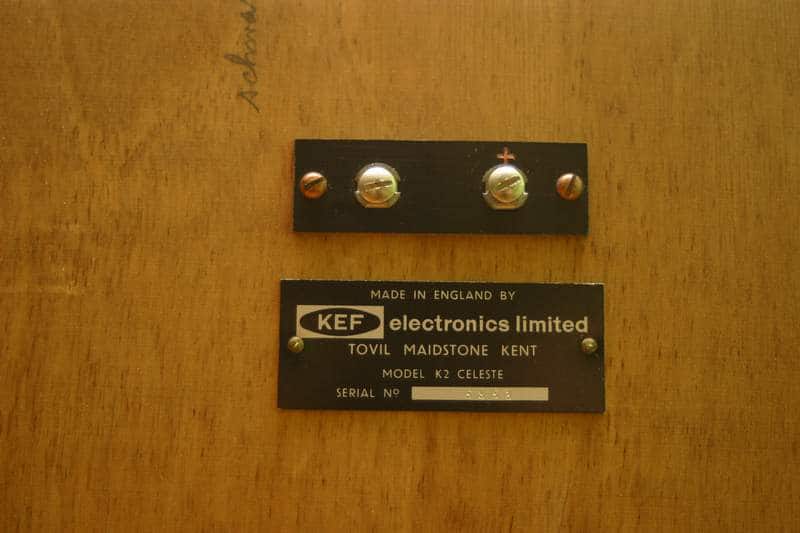 +
MADE IN ENGLAND BY
KEF electronics limited
TOVIL MAIDSTONE KENT
MODEL K2 CELESTE
SERIAL Nº